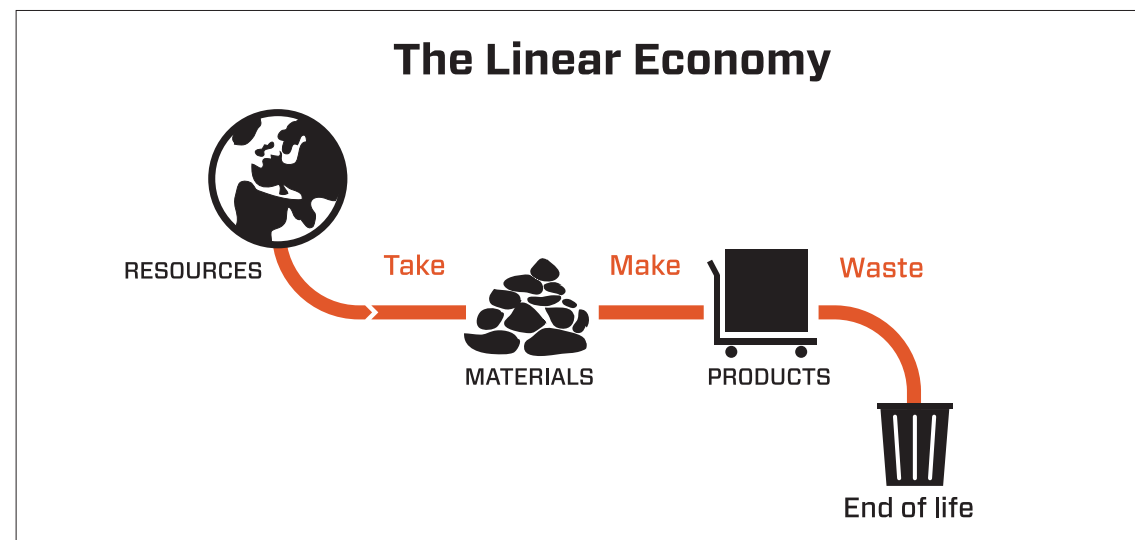 The Linear Economy
RESOURCES
Take
MATERIALS
Make
PRODUCTS
Waste
End of life